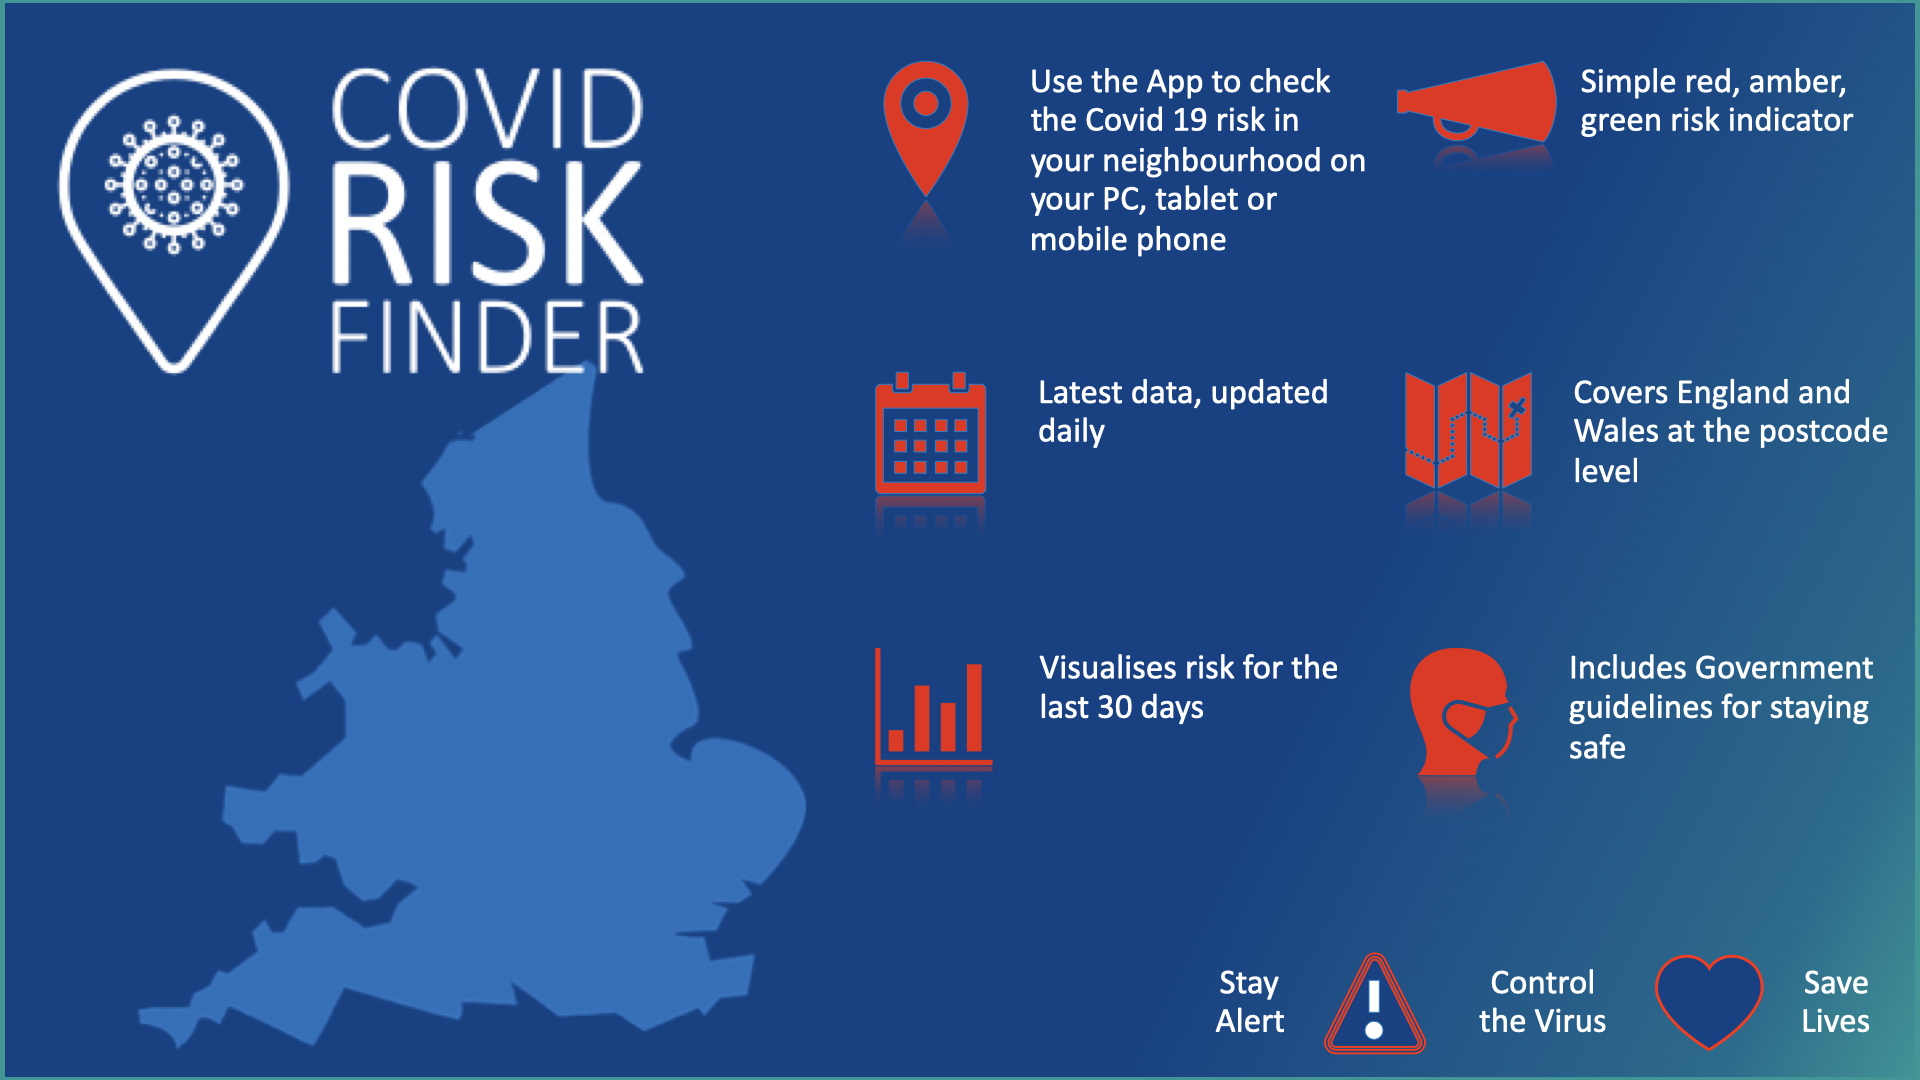 COVID
RISK
FINDER
Use the App to check
the Covid 19 risk in
your neighbourhood on
your PC, tablet or
mobile phone
Simple red, amber,
green risk indicator
Latest data, updated
daily
Covers England and
Wales at the postcode
level
Visualises risk for the
last 30 days
Includes Government
guidelines for staying
safe
Stay
Alert
Control
the Virus
Save
Lives